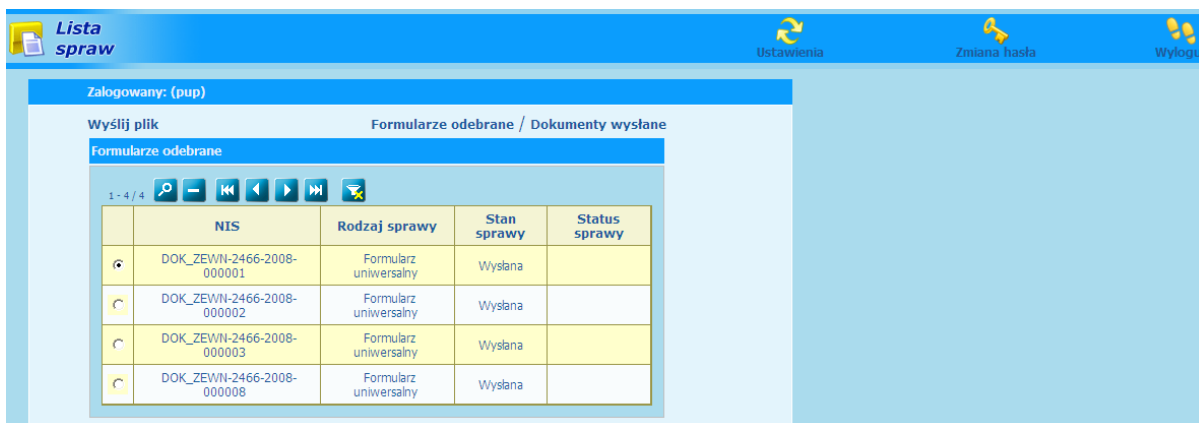 Lista
spraw
Ustawienia
Zmiana hasła
Zalogowany: (pup)
Wyślij plik
Formularze odebrane / Dokumenty wysłane
Formularze odebrane
1 - 4 / 4
NIS
Rodzaj sprawy
Stan
sprawy
Status
sprawy
DOK_ZEWN-2466-2008-
000001
Formularz
uniwersalny
Wysłana
DOK_ZEWN-2466-2008-
000002
Formularz
uniwersalny
Wysłana
DOK_ZEWN-2466-2008-
000003
Formularz
uniwersalny
Wysłana
DOK_ZEWN-2466-2008-
000008
Formularz
uniwersalny
Wysłana